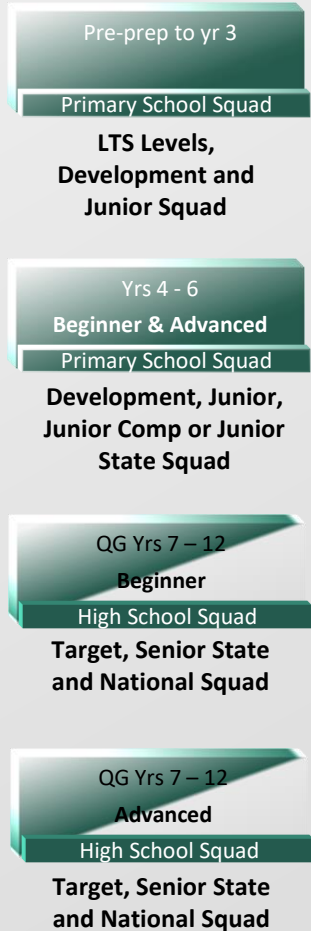 Pre-prep to yr 3
Primary School Squad
LTS Levels,
Development and
Junior Squad
Yrs 4 - 6
Beginner & Advanced
Primary School Squad
Development, Junior,
Junior Comp or Junior
State Squad
QG Yrs 7 – 12
Beginner
High School Squad
Target, Senior State
and National Squad
QG Yrs 7 – 12
Advanced
High School Squad
Target, Senior State
and National Squad